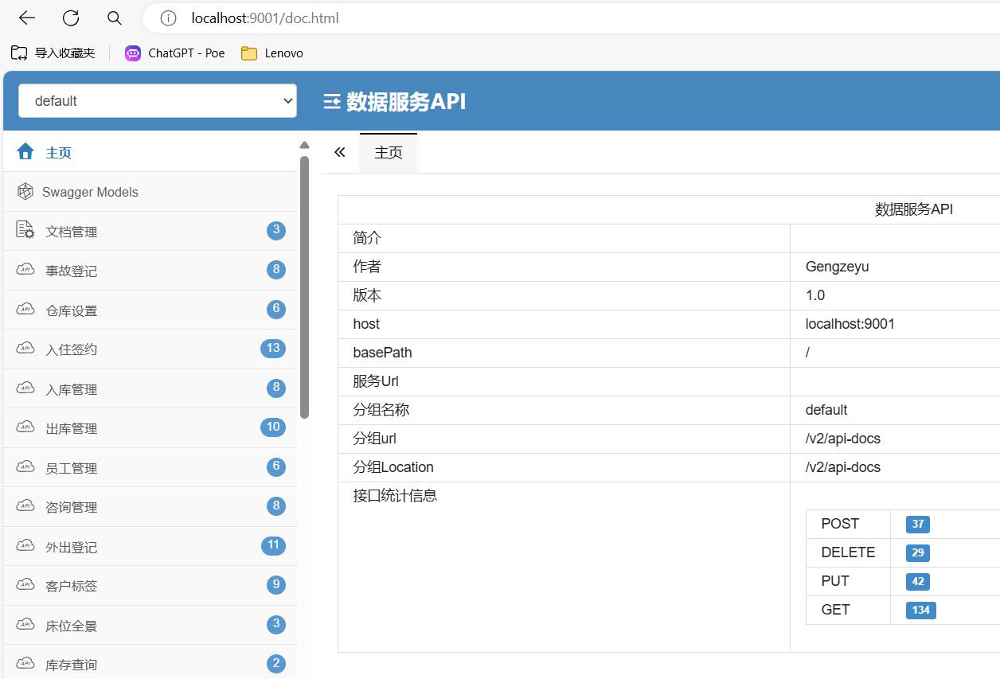 localhost:9001/doc.html
导入收藏夹 ChatGPT - Poe Lenovo
default
数据服务API
主页
Swagger Models
文档管理 3
事故登记 8
仓库设置 6
入住签约 13
入库管理 8
出库管理 10
员工管理 6
咨询管理 8
外出登记 11
客户标签 9
床位全景 3
库存查询 2
主页
数据服务API
简介
作者 Gengzeyu
版本 1.0
host localhost:9001
basePath /
服务Url
分组名称 default
分组url /v2/api-docs
分组Location /v2/api-docs
接口统计信息
POST 37
DELETE 29
PUT 42
GET 134